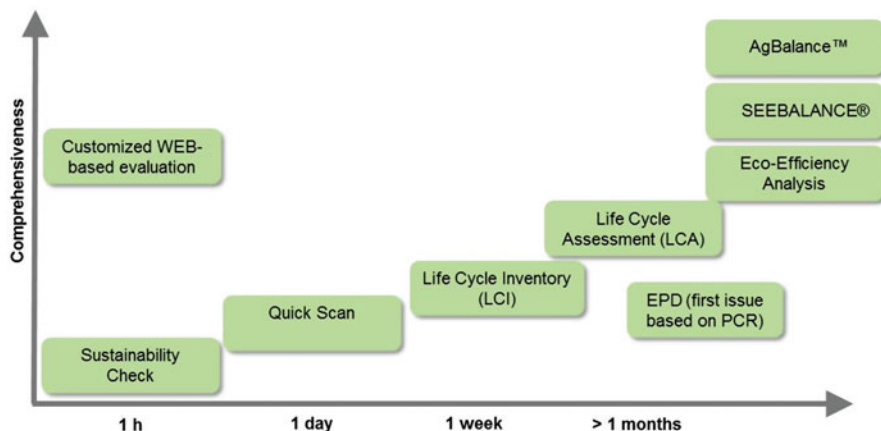 AgBalance™
SEEBALANCE®
Customized WEB-
based evaluation
Eco-Efficiency
Analysis
Life Cycle
Assessment (LCA)
Life Cycle Inventory
(LCI)
EPD (first issue
based on PCR)
Quick Scan
Sustainability
Check
Comprehensiveness
1 h
1 day
1 week
> 1 months